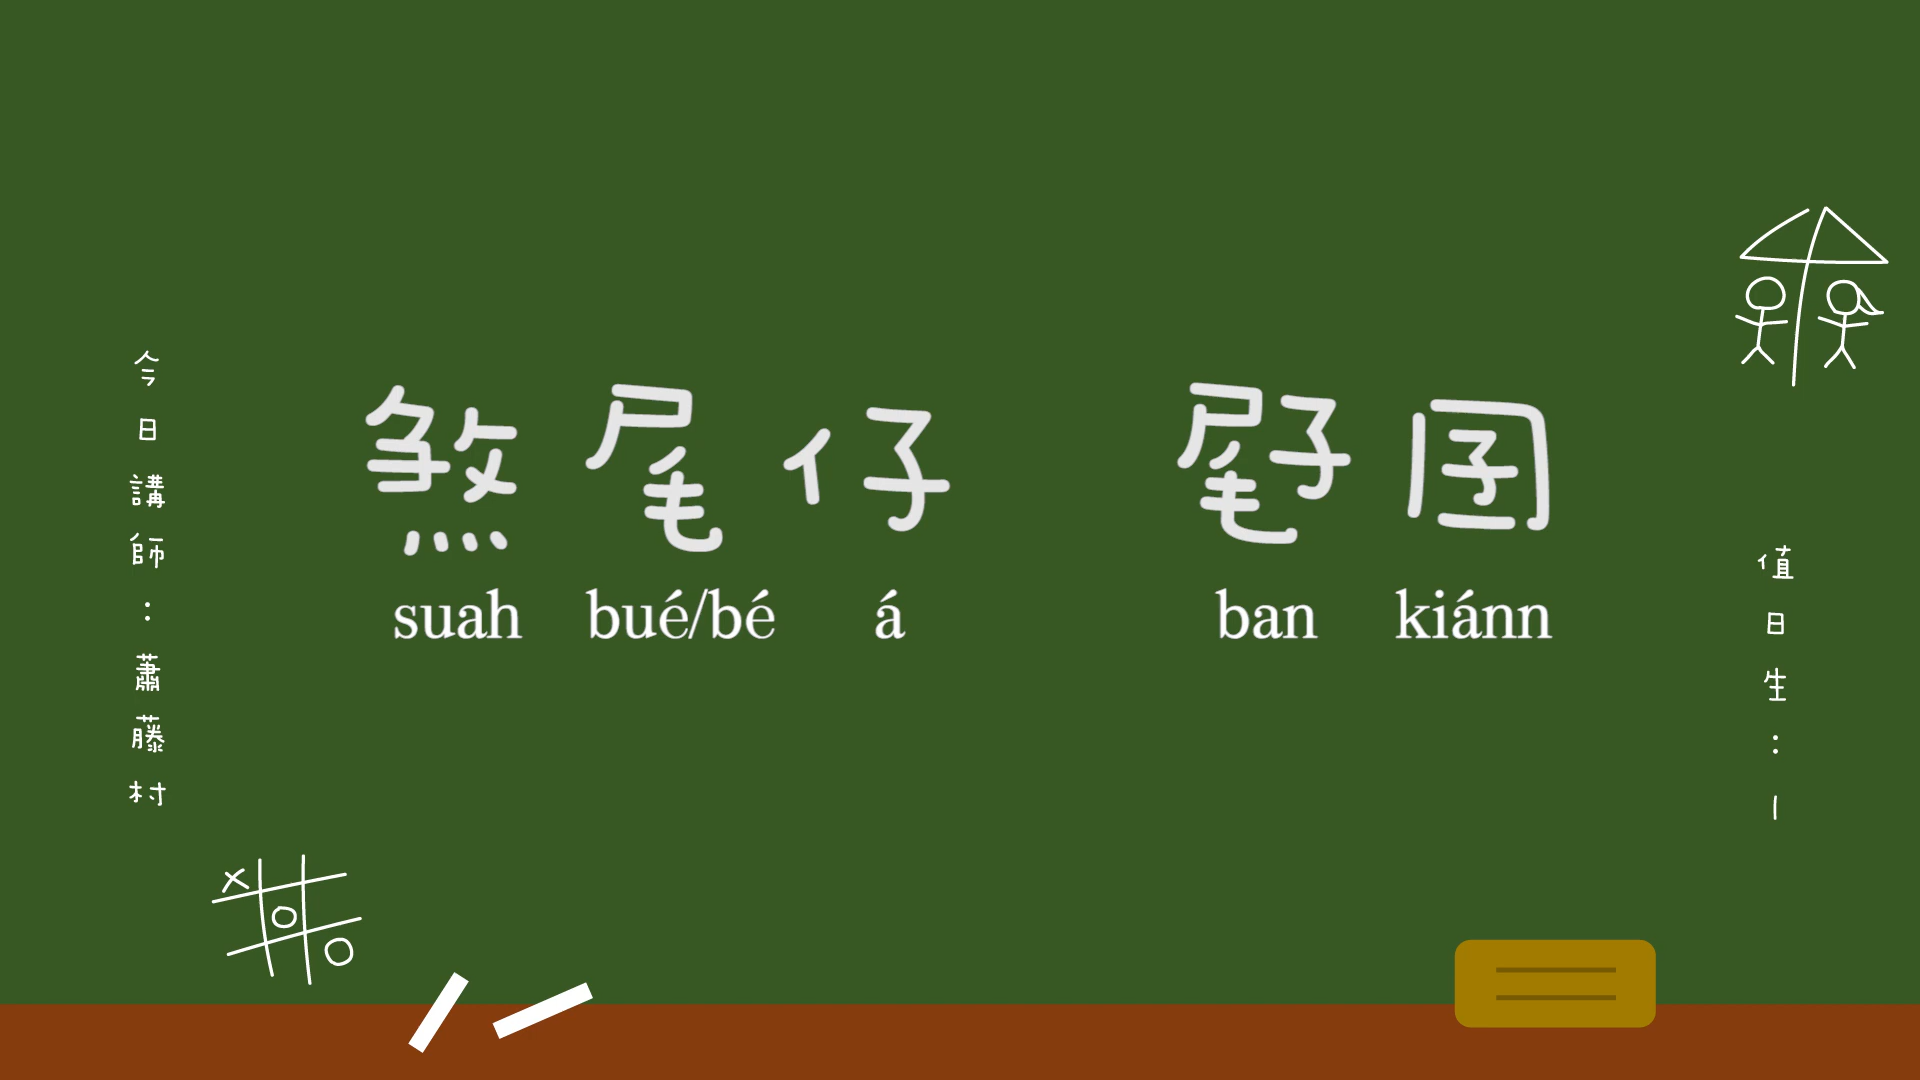 今日講師：蕭藤村
煞尾仔 屘囝
suah bué/bé á ban kiánn
值日生：